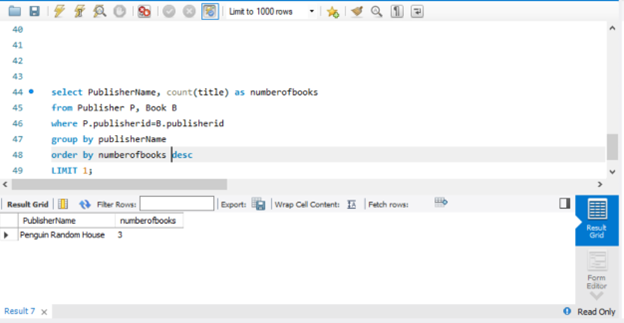 Limit to 1000 rows
40
41
42
43
44 select PublisherName, count(title) as numberofbooks
45 from Publisher P, Book B
46 where P.publisherid=B.publisherid
47 group by publisherName
48 order by numberofbooks desc
49 LIMIT 1;
Result Grid Filter Rows: Export: Wrap Cell Content: Fetch rows:
PublisherName numberofbooks
Penguin Random House 3
Result Grid
Form Editor
Result 7 x
Read Only